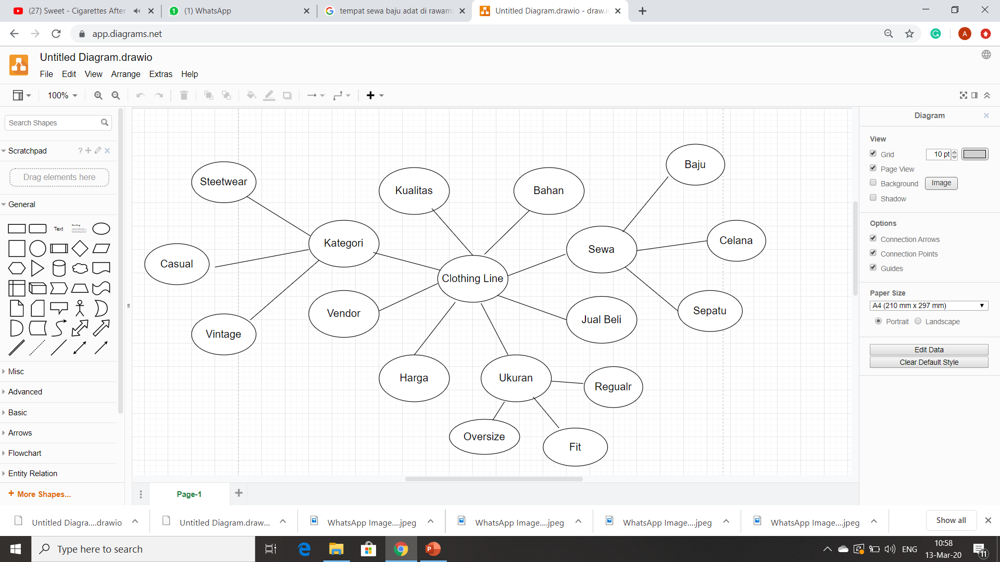 (27) Sweet - Cigarettes After
(1) WhatsApp
tempat sewa baju adat di rawama
Untitled Diagram.drawio - draw.io
app.diagrams.net
A
Untitled Diagram.drawio
File Edit View Arrange Extras Help
100%
Search Shapes
Scratchpad
?
Drag elements here
General
Text
Heading
Misc
Advanced
Basic
Arrows
Flowchart
Entity Relation
+ More Shapes...
Steetwear
Kualitas
Bahan
Baju
Kategori
Sewa
Celana
Casual
Clothing Line
Vendor
Jual Beli
Sepatu
Vintage
Harga
Ukuran
Regualr
Oversize
Fit
Page-1
Diagram
View
Grid
10 pt
Page View
Background
Image
Shadow
Options
Connection Arrows
Connection Points
Guides
Paper Size
A4 (210 mm x 297 mm)
Portrait
Landscape
Edit Data
Clear Default Style
Untitled Diagra....drawio
Untitled Diagram.draw...
WhatsApp Image....jpeg
WhatsApp Image....jpeg
WhatsApp Image....jpeg
WhatsApp Image....jpeg
Show all
Type here to search
ENG
10:58
13-Mar-20
11